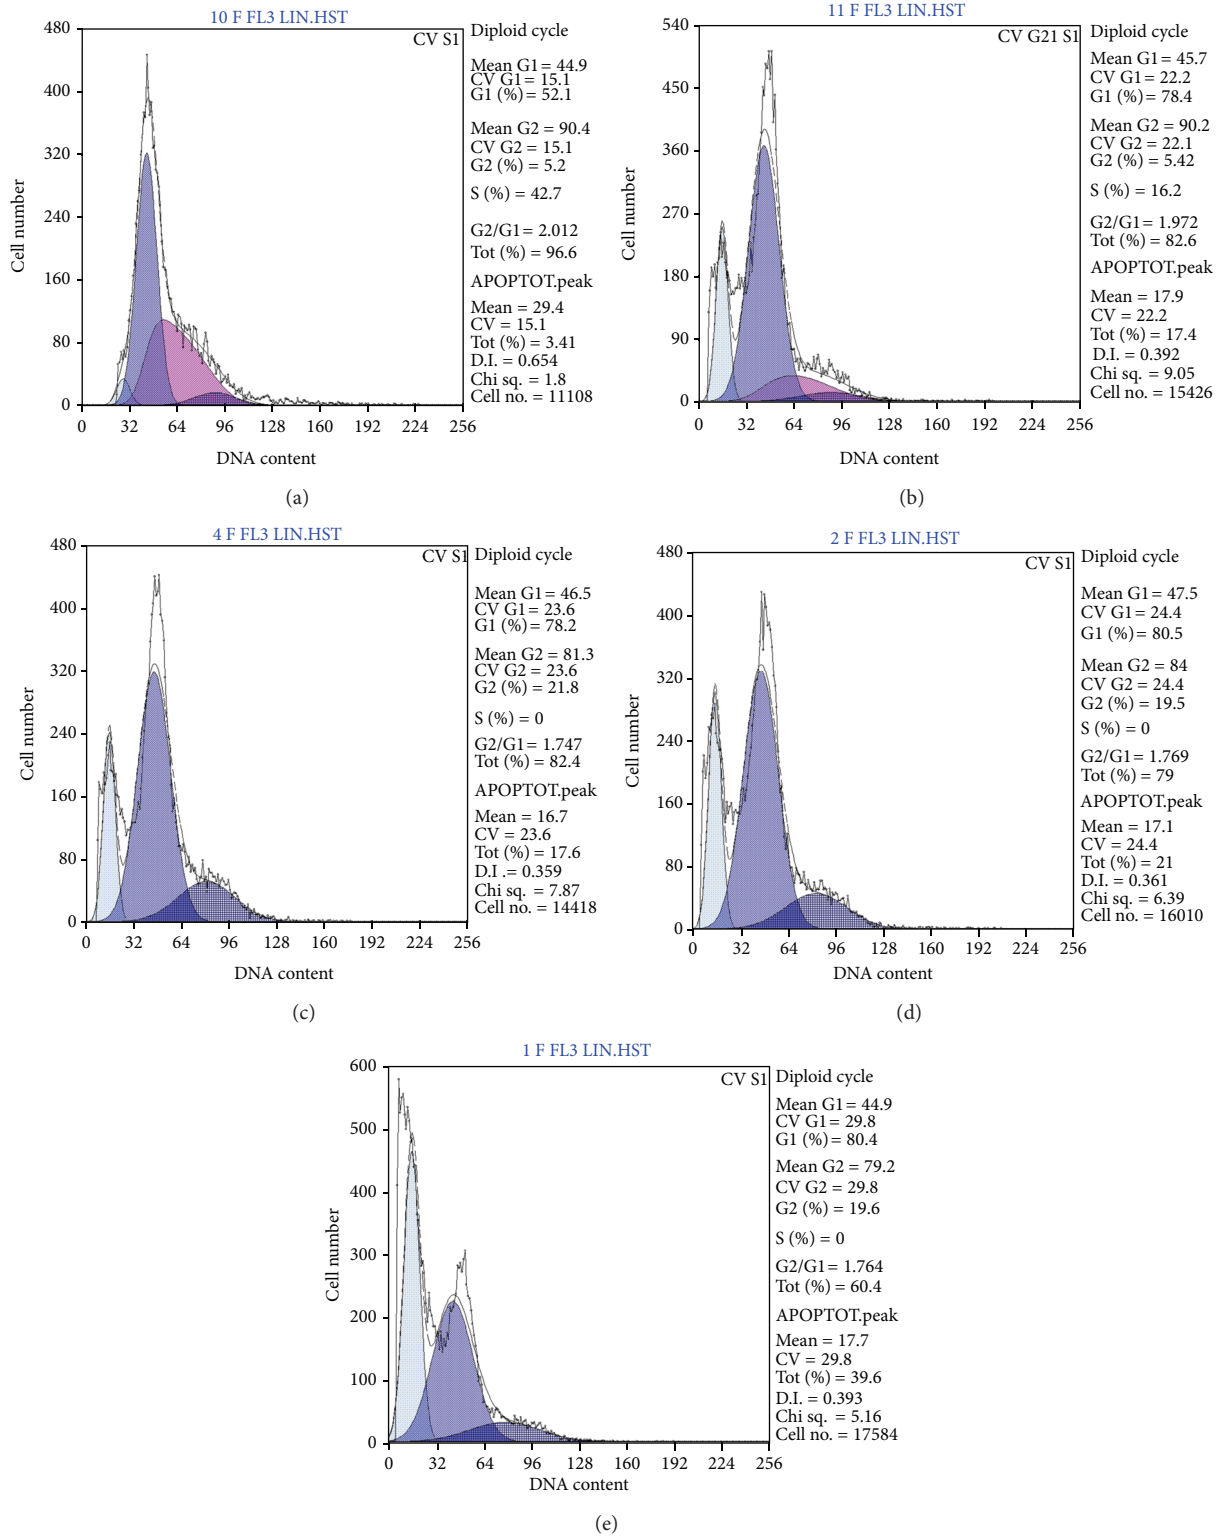 10 F FL3 LIN.HST
CV S1
Diploid cycle
Mean G1 = 44.9
CV G1 = 15.1
G1 (%) = 52.1
Mean G2 = 90.4
CV G2 = 15.1
G2 (%) = 5.2
S (%) = 42.7
G2/G1 = 2.012
Tot (%) = 96.6
APOPTOT.peak
Mean = 29.4
CV = 15.1
Tot (%) = 3.41
D.I. = 0.654
Chi sq. = 1.8
Cell no. = 11108
480
400
320
240
160
80
0
Cell number
0 32 64 96 128 160 192 224 256
DNA content
(a)
11 F FL3 LIN.HST
CV G21 S1
Diploid cycle
Mean G1 = 45.7
CV G1 = 22.2
G1 (%) = 78.4
Mean G2 = 90.2
CV G2 = 22.1
G2 (%) = 5.42
S (%) = 16.2
G2/G1 = 1.972
Tot (%) = 82.6
APOPTOT.peak
Mean = 17.9
CV = 22.2
Tot (%) = 17.4
D.I. = 0.392
Chi sq. = 9.05
Cell no. = 15426
540
450
360
270
180
90
0
Cell number
0 32 64 96 128 160 192 224 256
DNA content
(b)
4 F FL3 LIN.HST
CV S1
Diploid cycle
Mean G1 = 46.5
CV G1 = 23.6
G1 (%) = 78.2
Mean G2 = 81.3
CV G2 = 23.6
G2 (%) = 21.8
S (%) = 0
G2/G1 = 1.747
Tot (%) = 82.4
APOPTOT.peak
Mean = 16.7
CV = 23.6
Tot (%) = 17.6
D.I .= 0.359
Chi sq. = 7.87
Cell no. = 14418
480
400
320
240
160
80
0
Cell number
0 32 64 96 128 160 192 224 256
DNA content
(c)
2 F FL3 LIN.HST
CV S1
Diploid cycle
Mean G1 = 47.5
CV G1 = 24.4
G1 (%) = 80.5
Mean G2 = 84
CV G2 = 24.4
G2 (%) = 19.5
S (%) = 0
G2/G1 = 1.769
Tot (%) = 79
APOPTOT.peak
Mean = 17.1
CV = 24.4
Tot (%) = 21
D.I. = 0.361
Chi sq. = 6.39
Cell no. = 16010
480
400
320
240
160
80
0
Cell number
0 32 64 96 128 160 192 224 256
DNA content
(d)
1 F FL3 LIN.HST
CV S1
Diploid cycle
Mean G1 = 44.9
CV G1 = 29.8
G1 (%) = 80.4
Mean G2 = 79.2
CV G2 = 29.8
G2 (%) = 19.6
S (%) = 0
G2/G1 = 1.764
Tot (%) = 60.4
APOPTOT.peak
Mean = 17.7
CV = 29.8
Tot (%) = 39.6
D.I. = 0.393
Chi sq. = 5.16
Cell no. = 17584
600
500
400
300
200
100
0
Cell number
0 32 64 96 128 160 192 224 256
DNA content
(e)